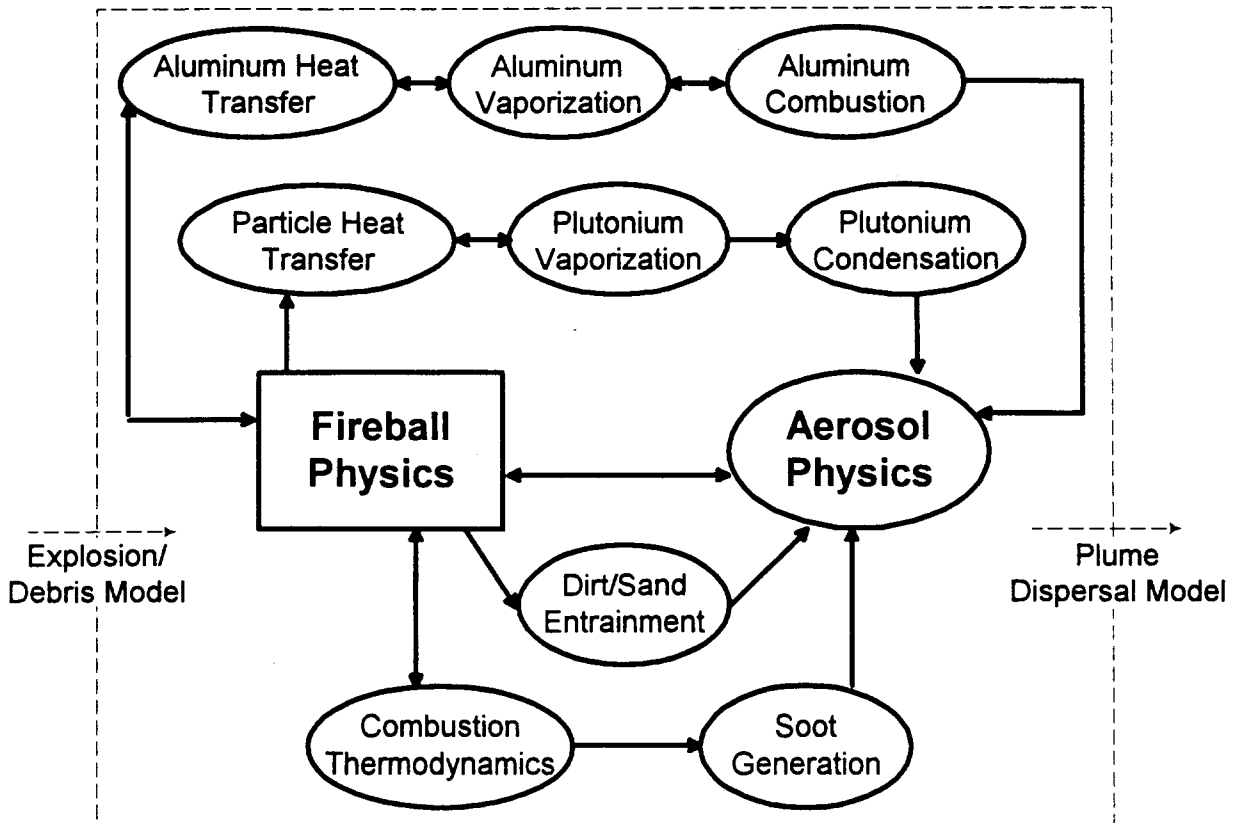 Aluminum Heat
Transfer
Aluminum
Vaporization
Aluminum
Combustion
Particle Heat
Transfer
Plutonium
Vaporization
Plutonium
Condensation
Fireball
Physics
Aerosol
Physics
Explosion/
Debris Model
Plume
Dispersal Model
Dirt/Sand
Entrainment
Combustion
Thermodynamics
Soot
Generation